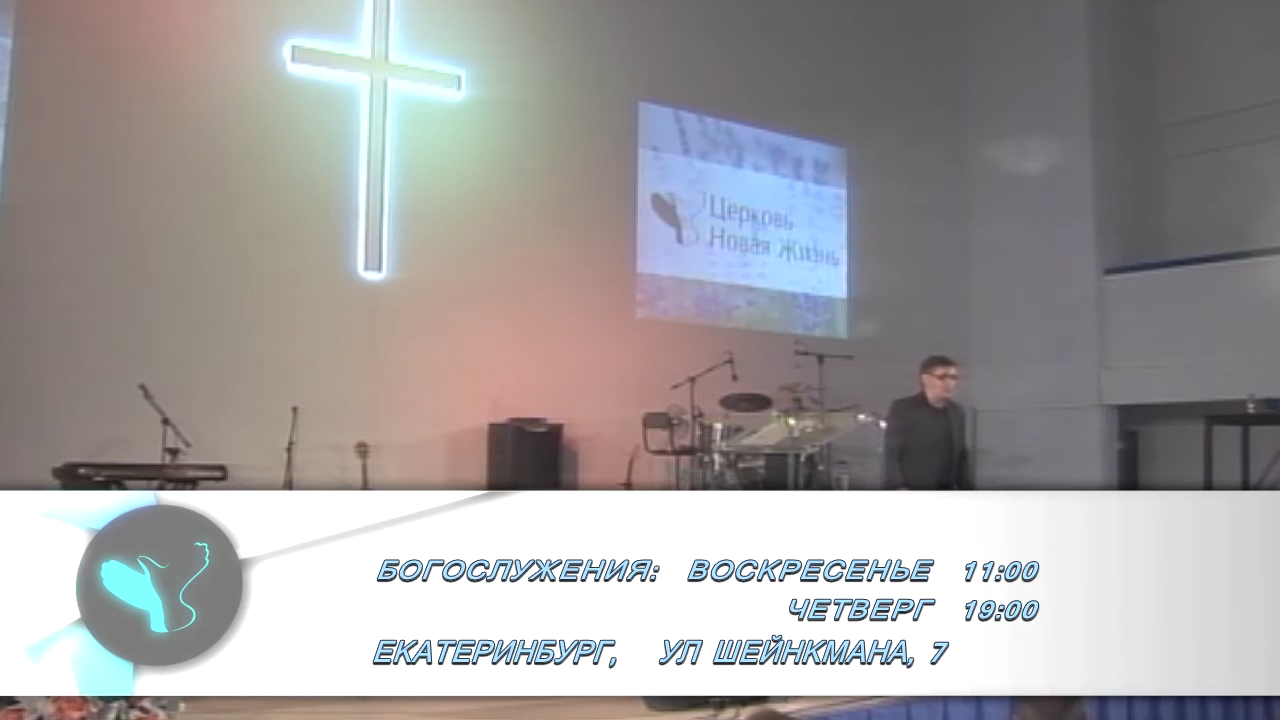 Церковь
Новая Жизнь
БОГОСЛУЖЕНИЯ: ВОСКРЕСЕНЬЕ 11:00
ЧЕТВЕРГ 19:00
ЕКАТЕРИНБУРГ, УЛ ШЕЙНКМАНА, 7